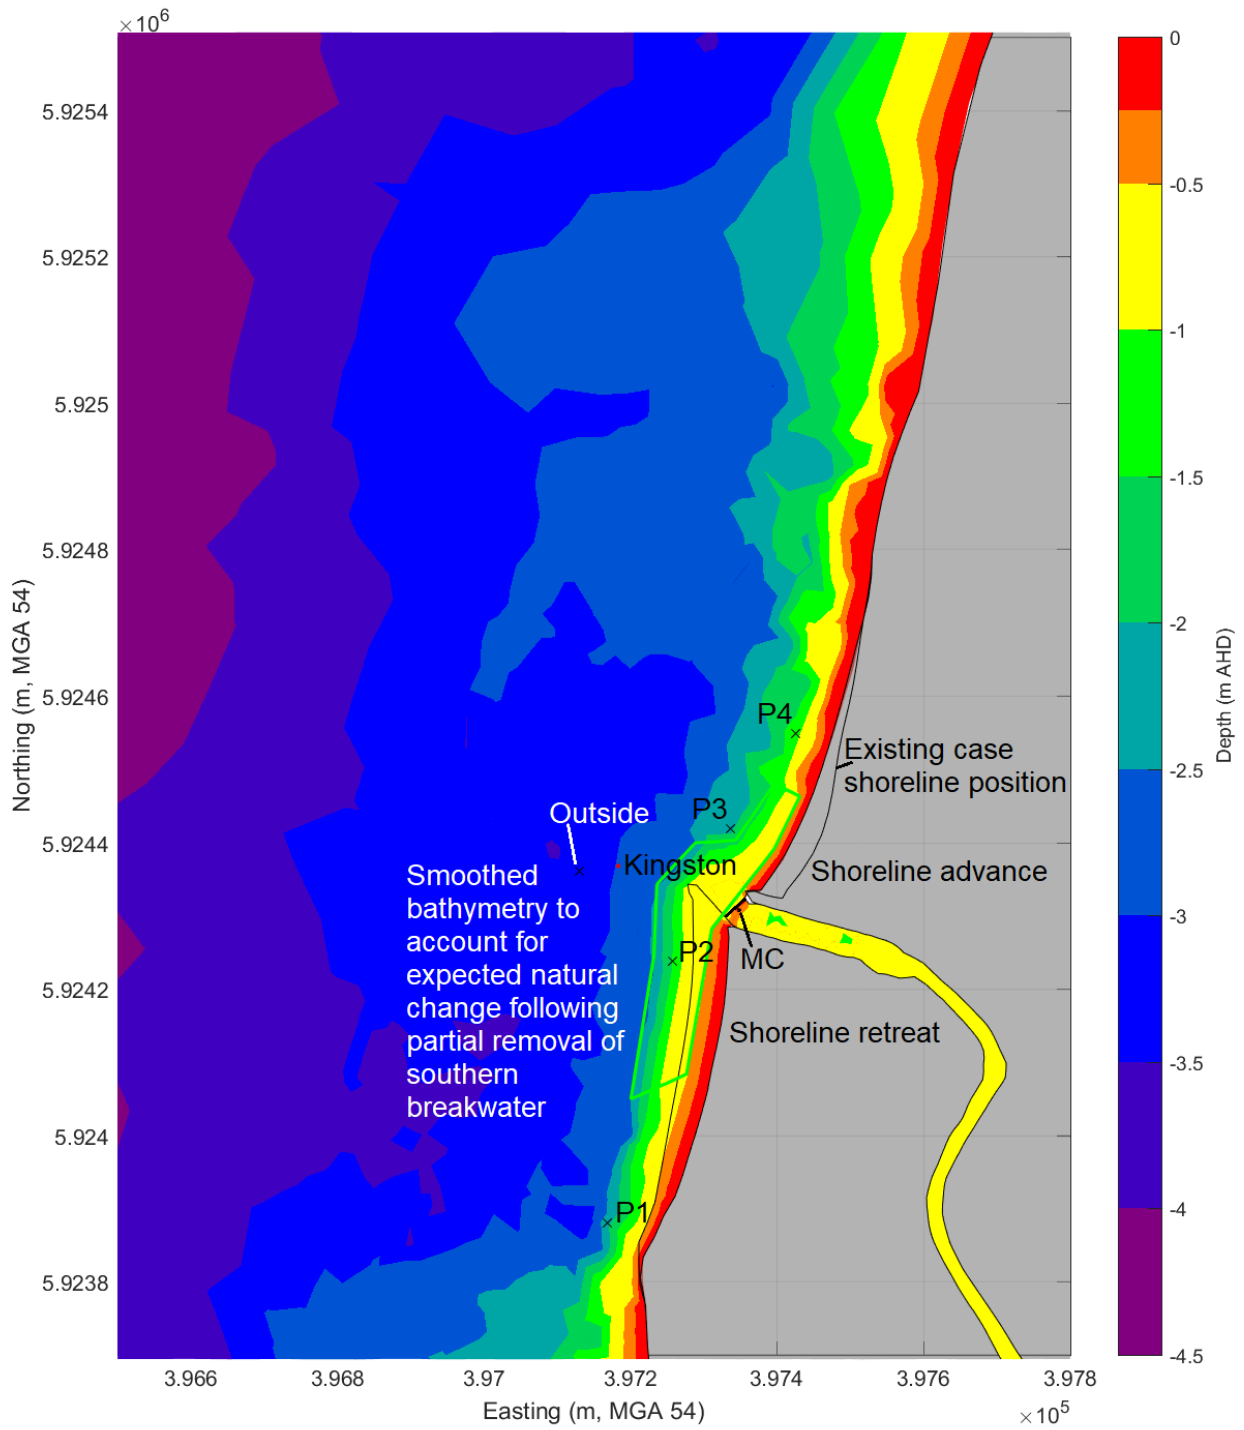 ×10⁶
5.9254
5.9252
5.925
5.9248
5.9246
5.9244
5.9242
5.924
5.9238
Northing (m, MGA 54)
3.966
3.968
3.97
3.972
3.974
3.976
3.978
Easting (m, MGA 54)
×10⁵
P4
Existing case
shoreline position
Outside
P3
Kingston
Shoreline advance
Smoothed
bathymetry to
account for
expected natural
change following
partial removal of
southern
breakwater
P2
MC
Shoreline retreat
P1
0
-0.5
-1
-1.5
-2
-2.5
-3
-3.5
-4
-4.5
Depth (m AHD)